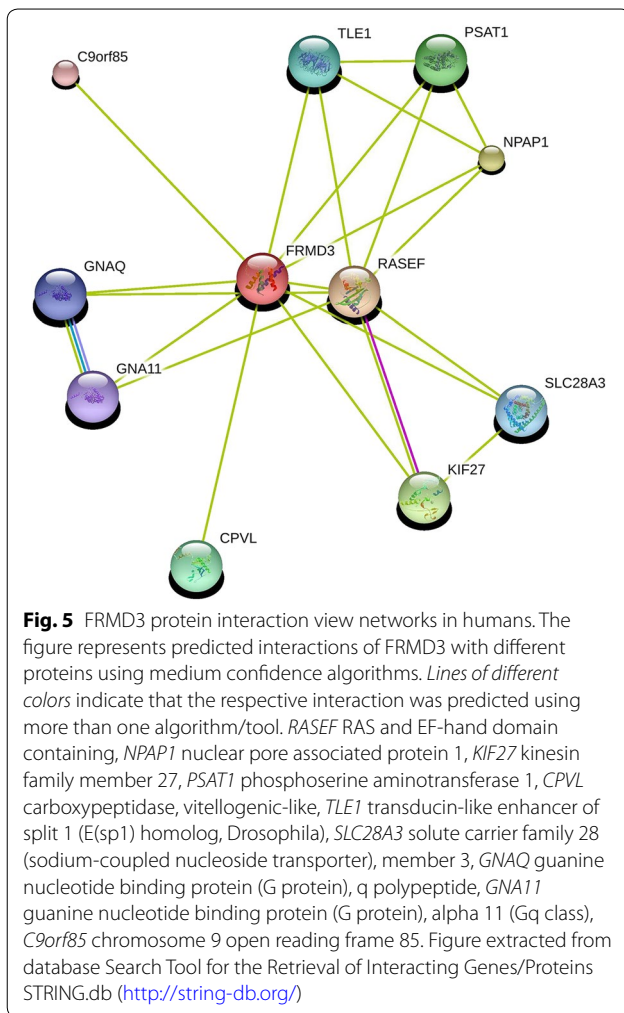 C9orf85
TLE1
PSAT1
NPAP1
FRMD3
RASEF
GNAQ
GNA11
SLC28A3
KIF27
CPVL
Fig. 5 FRMD3 protein interaction view networks in humans. The
figure represents predicted interactions of FRMD3 with different
proteins using medium confidence algorithms. Lines of different
colors indicate that the respective interaction was predicted using
more than one algorithm/tool. RASEF RAS and EF-hand domain
containing, NPAP1 nuclear pore associated protein 1, KIF27 kinesin
family member 27, PSAT1 phosphoserine aminotransferase 1, CPVL
carboxypeptidase, vitellogenic-like, TLE1 transducin-like enhancer of
split 1 (E(sp1) homolog, Drosophila), SLC28A3 solute carrier family 28
(sodium-coupled nucleoside transporter), member 3, GNAQ guanine
nucleotide binding protein (G protein), q polypeptide, GNA11
guanine nucleotide binding protein (G protein), alpha 11 (Gq class),
C9orf85 chromosome 9 open reading frame 85. Figure extracted from
database Search Tool for the Retrieval of Interacting Genes/Proteins
STRING.db (http://string-db.org/)